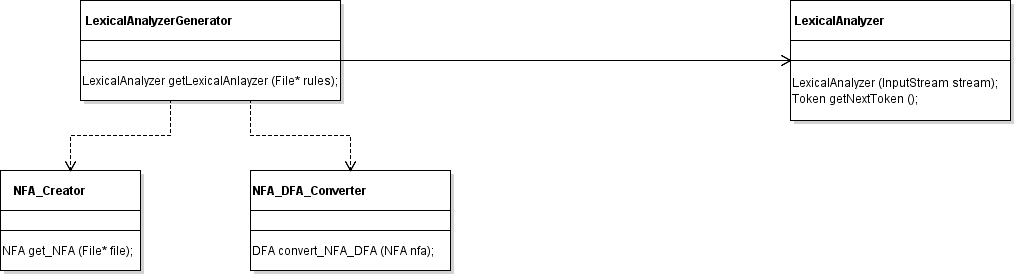 LexicalAnalyzerGenerator
LexicalAnalyzer getLexicalAnlayzer (File* rules);
LexicalAnalyzer
LexicalAnalyzer (InputStream stream);
Token getNextToken ();
NFA_Creator
NFA get_NFA (File* file);
NFA_DFA_Converter
DFA convert_NFA_DFA (NFA nfa);